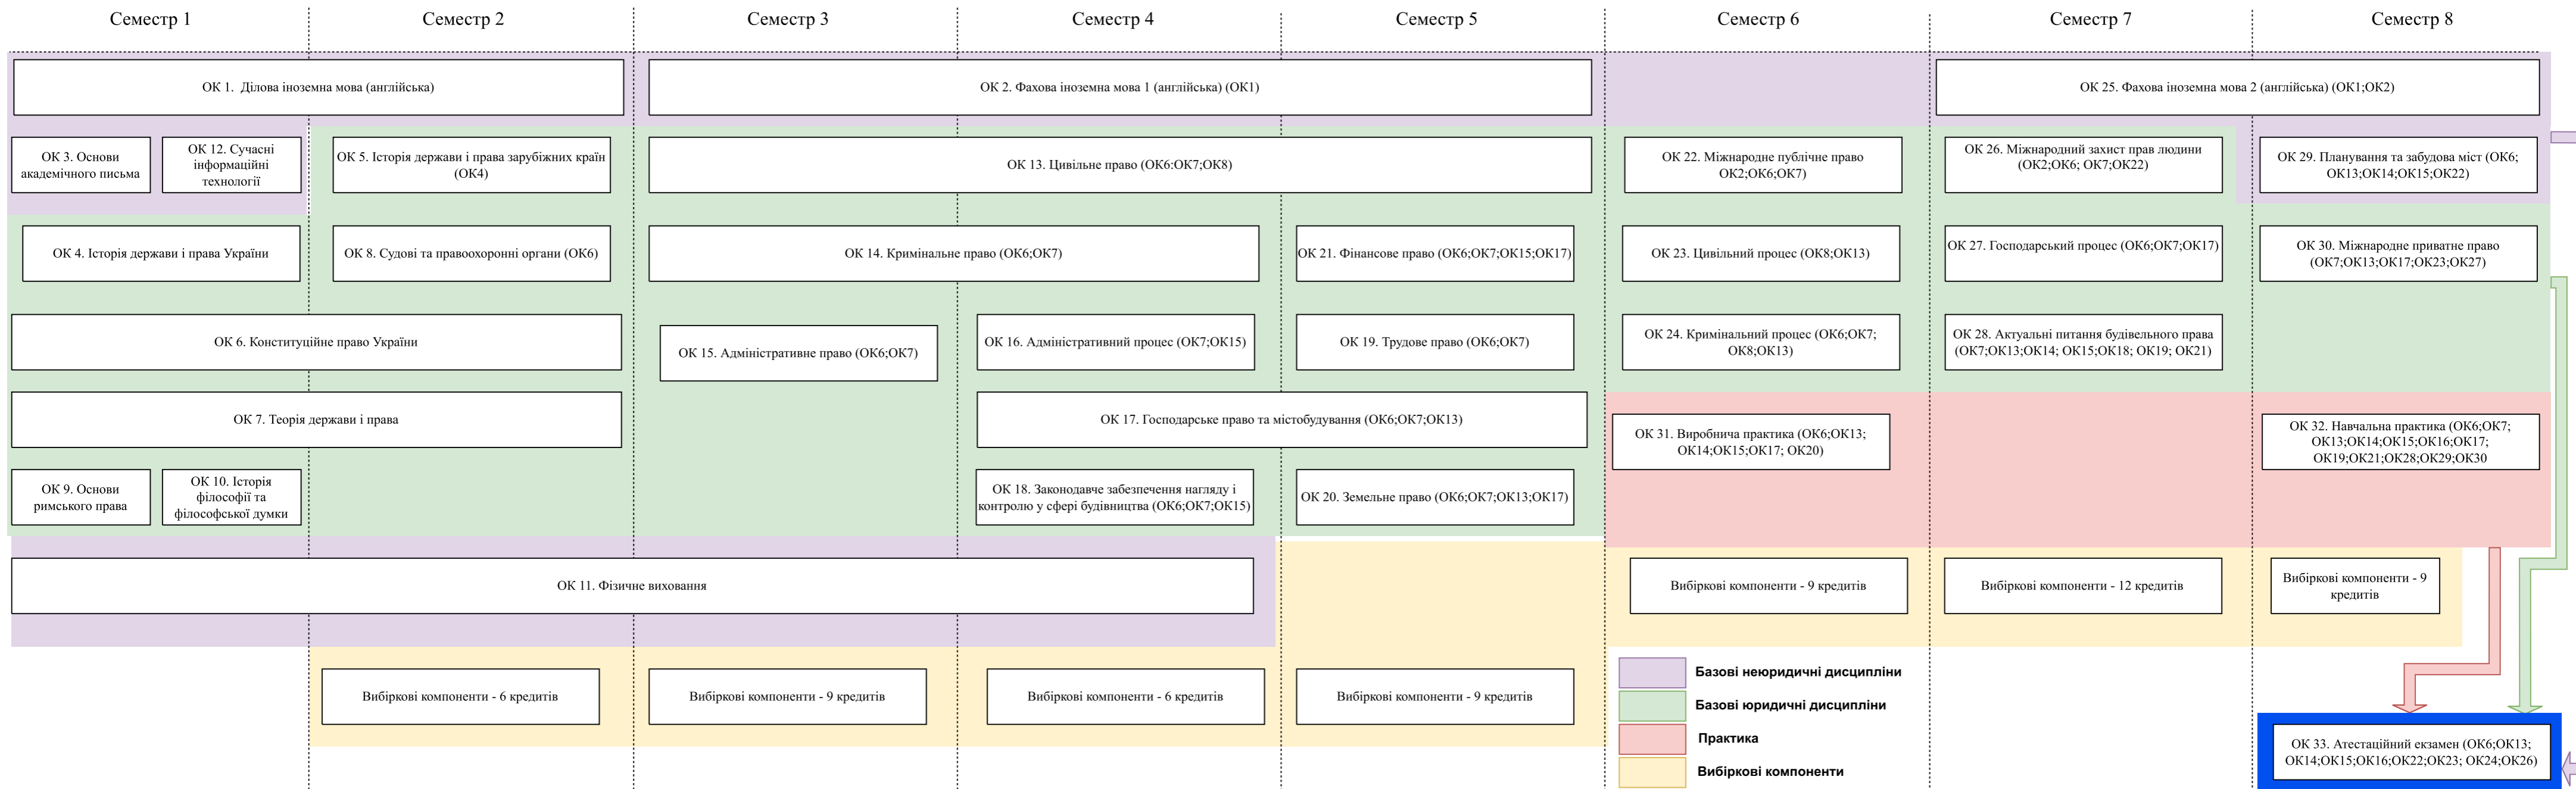 Семестр 1
Семестр 2
Семестр 3
Семестр 4
Семестр 5
Семестр 6
Семестр 7
Семестр 8
ОК 1. Ділова іноземна мова (англійська)
ОК 2. Фахова іноземна мова 1 (англійська) (ОК1)
ОК 25. Фахова іноземна мова 2 (англійська) (ОК1;ОК2)
ОК 3. Основи
академічного письма
ОК 12. Сучасні
інформаційні
технології
ОК 5. Історія держави і права зарубіжних країн
(ОК4)
ОК 13. Цивільне право (ОК6:ОК7;ОК8)
ОК 22. Міжнародне публічне право
ОК2;ОК6;ОК7)
ОК 26. Міжнародний захист прав людини
(ОК2;ОК6; ОК7;ОК22)
ОК 29. Планування та забудова міст (ОК6;
ОК13;ОК14;ОК15;ОК22)
ОК 4. Історія держави і права України
ОК 8. Судові та правоохоронні органи (ОК6)
ОК 14. Кримінальне право (ОК6;ОК7)
ОК 21. Фінансове право (ОК6;ОК7;ОК15;ОК17)
ОК 23. Цивільний процес (ОК8;ОК13)
ОК 27. Господарський процес (ОК6;ОК7;ОК17)
ОК 30. Міжнародне приватне право
(ОК7;ОК13;ОК17;ОК23;ОК27)
ОК 6. Конституційне право України
ОК 15. Адміністративне право (ОК6;ОК7)
ОК 16. Адміністративний процес (ОК7;ОК15)
ОК 19. Трудове право (ОК6;ОК7)
ОК 24. Кримінальний процес (ОК6;ОК7;
ОК8;ОК13)
ОК 28. Актуальні питання будівельного права
(ОК7;ОК13;ОК14; ОК15;ОК18; ОК19; ОК21)
ОК 7. Теорія держави і права
ОК 17. Господарське право та містобудування (ОК6;ОК7;ОК13)
ОК 31. Виробнича практика (ОК6;ОК13;
ОК14;ОК15;ОК17; ОК20)
ОК 32. Навчальна практика (ОК6;ОК7;
ОК13;ОК14;ОК15;ОК16;ОК17;
ОК19;ОК21;ОК28;ОК29;ОК30
ОК 9. Основи
римського права
ОК 10. Історія
філософії та
філософської думки
ОК 18. Законодавче забезпечення нагляду і
контролю у сфері будівництва (ОК6;ОК7;ОК15)
ОК 20. Земельне право (ОК6;ОК7;ОК13;ОК17)
ОК 11. Фізичне виховання
Вибіркові компоненти - 9 кредитів
Вибіркові компоненти - 12 кредитів
Вибіркові компоненти - 9
кредитів
Вибіркові компоненти - 6 кредитів
Вибіркові компоненти - 9 кредитів
Вибіркові компоненти - 6 кредитів
Вибіркові компоненти - 9 кредитів
Базові неюридичні дисципліни
Базові юридичні дисципліни
Практика
Вибіркові компоненти
ОК 33. Атестаційний екзамен (ОК6;ОК13;
ОК14;ОК15;ОК16;ОК22;ОК23; ОК24;ОК26)